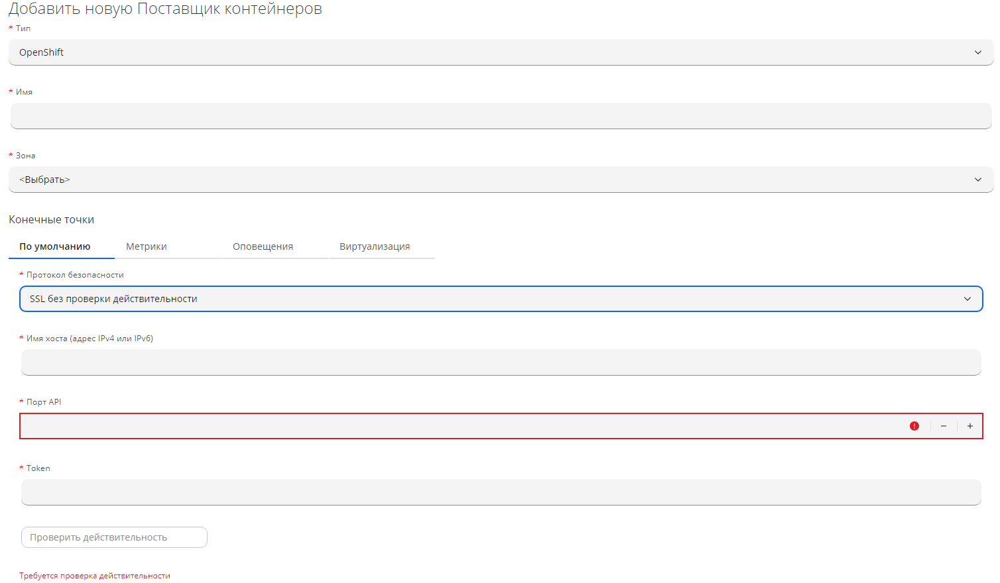 Добавить новую Поставщик контейнеров
* Тип
OpenShift
* Имя
* Зона
<Выбрать>
Конечные точки
По умолчанию Метрики Оповещения Виртуализация
* Протокол безопасности
SSL без проверки действительности
* Имя хоста (адрес IPv4 или IPv6)
* Порт API
* Token
Проверить действительность
Требуется проверка действительности